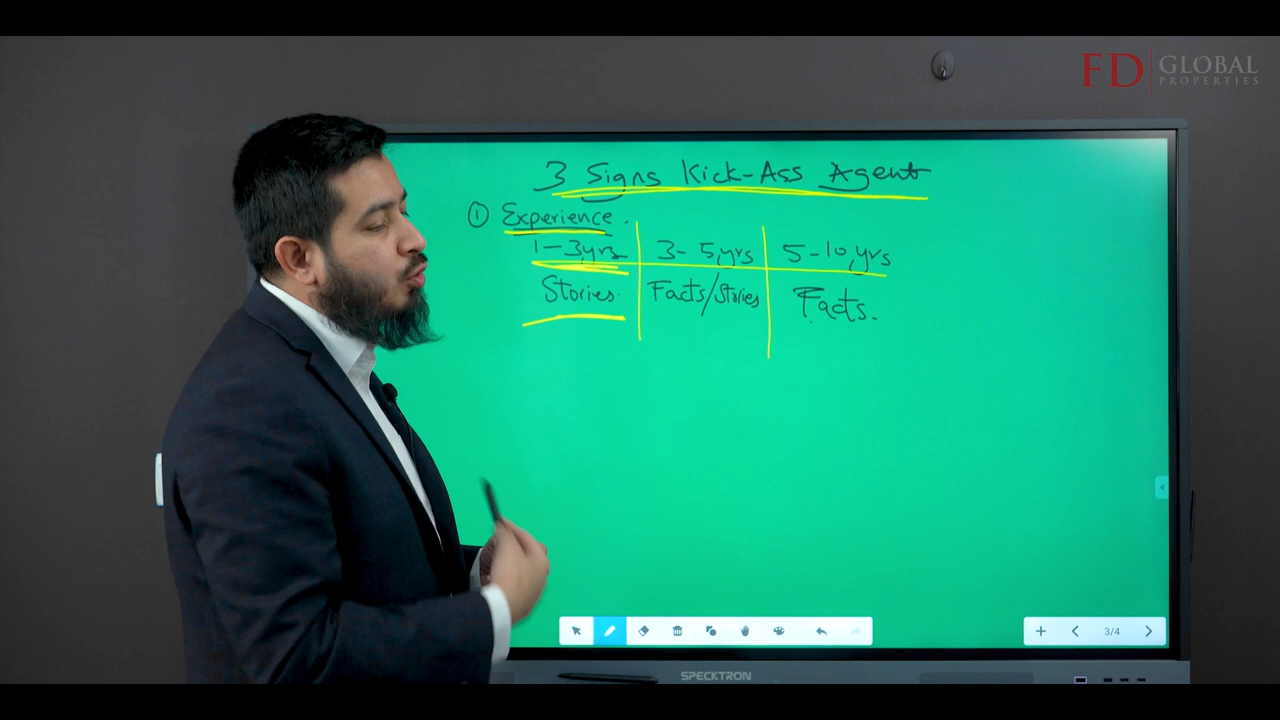 FD GLOBAL
PROPERTIES
3 Signs Kick-Ass Agent
① Experience.
1-3yrs 3-5yrs 5-10yrs
Stories. Facts/Stories Facts.
3/4
SPECKTRON